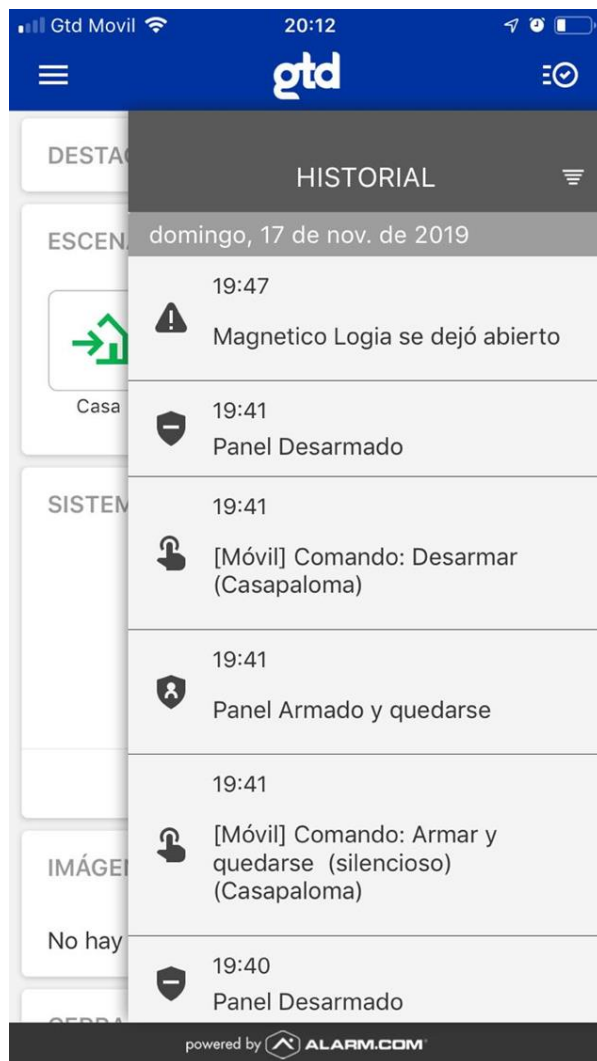 Gtd Movil 20:12
gtd
DESTA
HISTORIAL
domingo, 17 de nov. de 2019
ESCEN
19:47
Magnetico Logia se dejó abierto
Casa
19:41
Panel Desarmado
SISTEM
19:41
[Móvil] Comando: Desarmar
(Casapaloma)
19:41
Panel Armado y quedarse
19:41
[Móvil] Comando: Armar y
quedarse (silencioso)
(Casapaloma)
IMÁGE
No hay
19:40
Panel Desarmado
powered by ALARM.COM